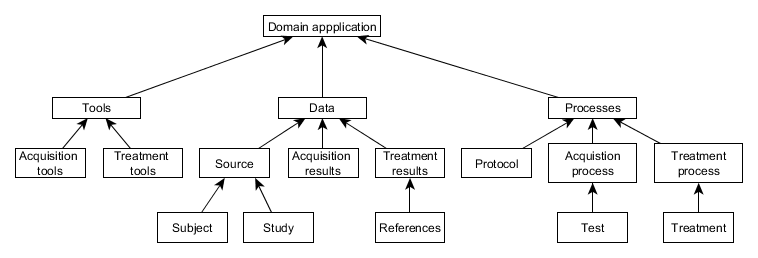 Domain appplication
Tools
Data
Processes
Acquisition
tools
Treatment
tools
Source
Acquisition
results
Treatment
results
Protocol
Acquistion
process
Treatment
process
Subject
Study
References
Test
Treatment